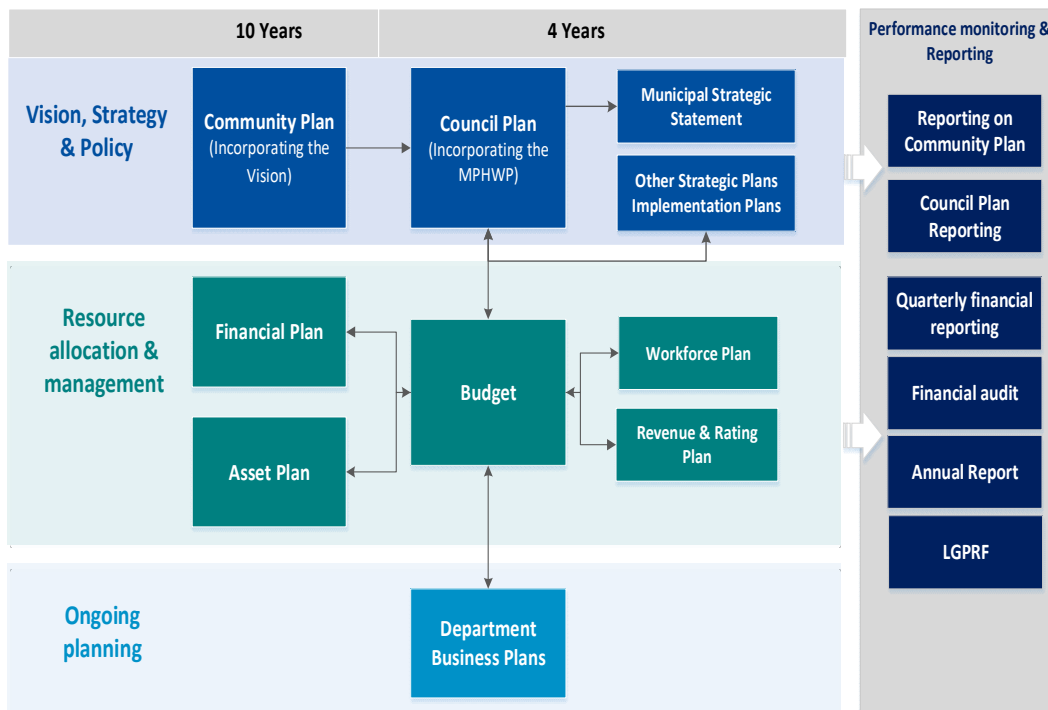 10 Years
4 Years
Performance monitoring &
Reporting
Vision, Strategy
& Policy
Community Plan
(Incorporating the
Vision)
Council Plan
(Incorporating the
MPHWP)
Municipal Strategic
Statement
Other Strategic Plans
Implementation Plans
Reporting on
Community Plan
Council Plan
Reporting
Resource
allocation &
management
Financial Plan
Asset Plan
Budget
Workforce Plan
Revenue & Rating
Plan
Quarterly financial
reporting
Financial audit
Annual Report
LGPRF
Ongoing
planning
Department
Business Plans